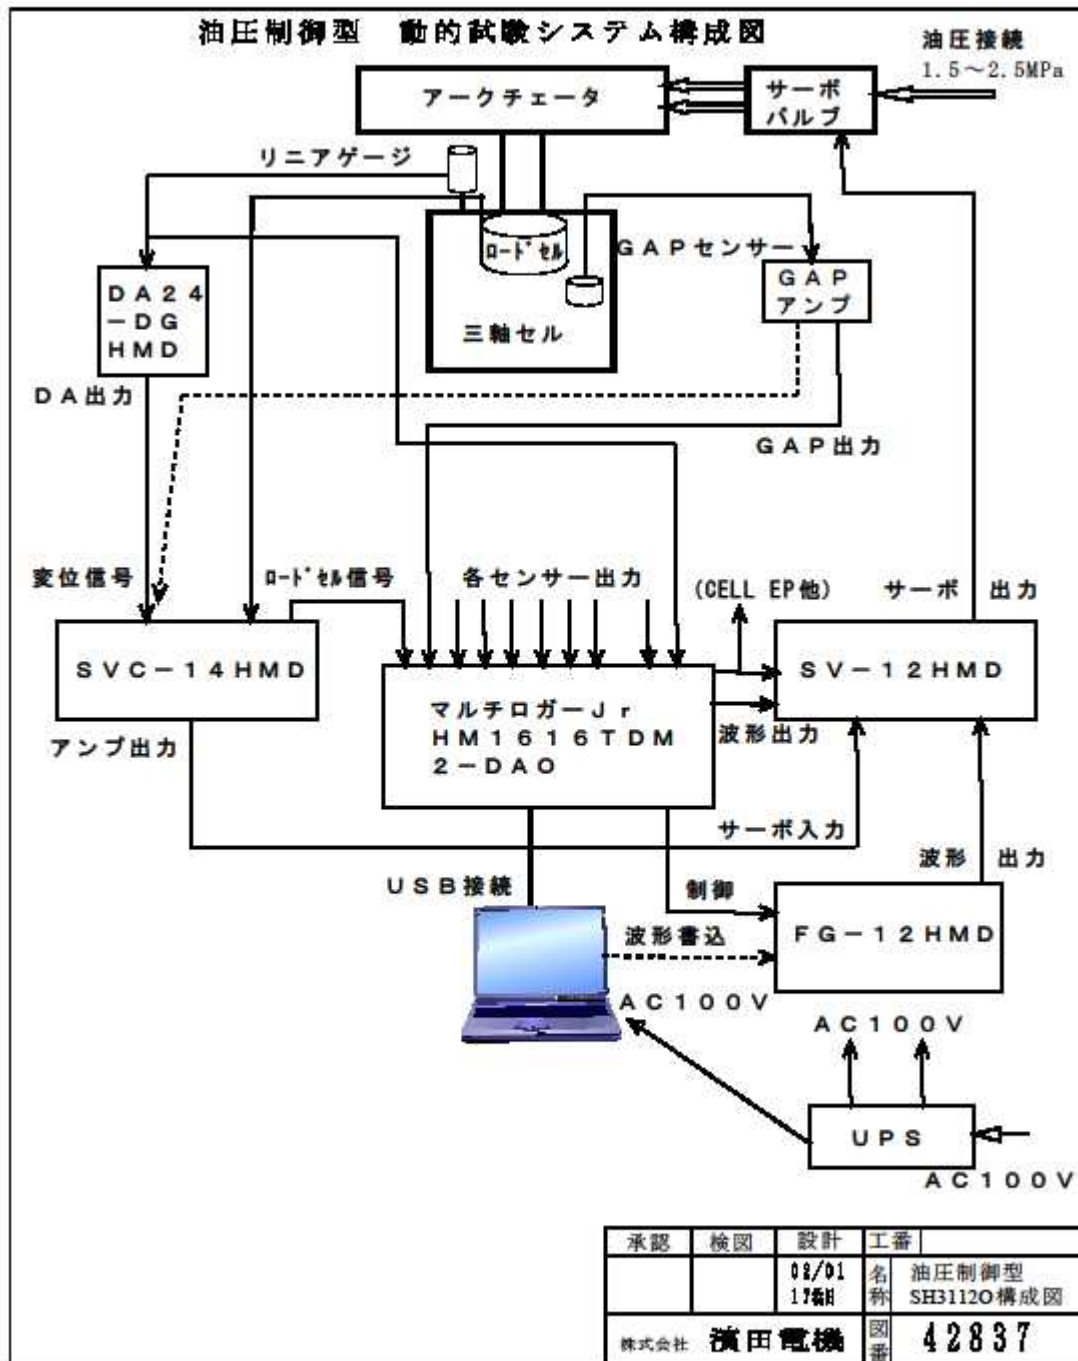 油圧制御型 動的試験システム構成図
油圧接続
1.5～2.5MPa
アークチェータ
サーボ
バルブ
リニアゲージ
ﾛｰﾄﾞｾﾙ
GAPセンサー
GAP
アンプ
三軸セル
DA24
-DG
HMD
DA出力
GAP出力
変位信号
ﾛｰﾄﾞｾﾙ信号
各センサー出力
(CELL EP他)
サーボ 出力
SVC-14HMD
マルチロガーJr
HM1616TDM
2-DAO
SV-12HMD
アンプ出力
波形出力
サーボ入力
波形 出力
USB接続
制御
FG-12HMD
波形書込
AC100V
AC100V
UPS
AC100V
承認 検図 設計 工番
02/01
名称 油圧制御型
SH3112O構成図
株式会社 濱田電機 図番 42837